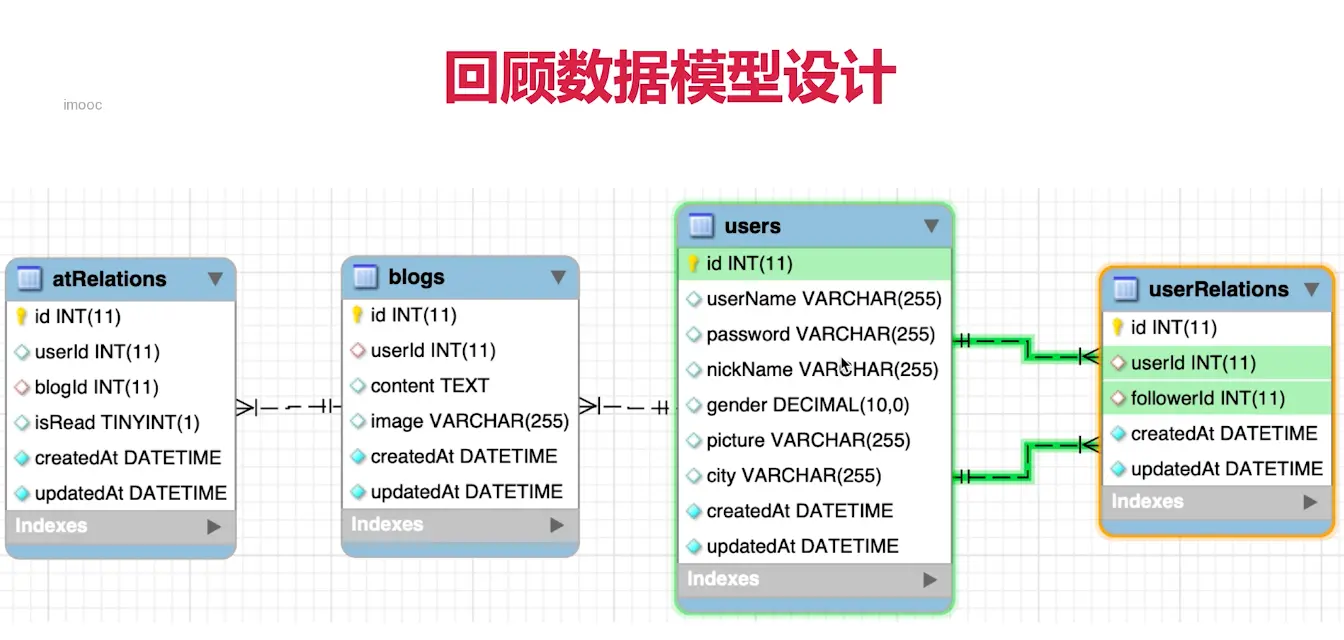 回顾数据模型设计
imooc
atRelations
id INT(11)
userId INT(11)
blogId INT(11)
isRead TINYINT(1)
createdAt DATETIME
updatedAt DATETIME
Indexes
blogs
id INT(11)
userId INT(11)
content TEXT
image VARCHAR(255)
createdAt DATETIME
updatedAt DATETIME
Indexes
users
id INT(11)
userName VARCHAR(255)
password VARCHAR(255)
nickName VARCHAR(255)
gender DECIMAL(10,0)
picture VARCHAR(255)
city VARCHAR(255)
createdAt DATETIME
updatedAt DATETIME
Indexes
userRelations
id INT(11)
userId INT(11)
followerId INT(11)
createdAt DATETIME
updatedAt DATETIME
Indexes